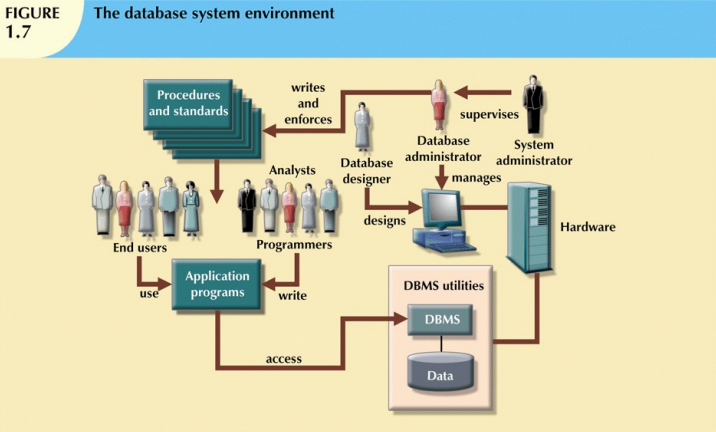 FIGURE
1.7
The database system environment
Procedures
and standards
writes
and
enforces
supervises
Database
administrator
System
administrator
Database
designer
manages
Analysts
designs
Hardware
End users
Programmers
Application
programs
use
write
DBMS utilities
DBMS
access
Data